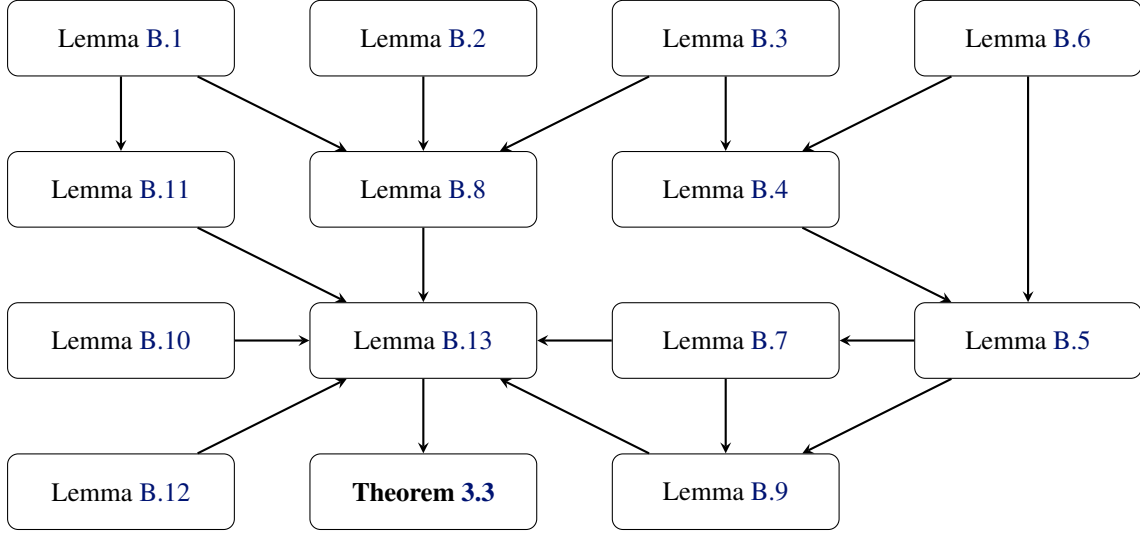 Lemma B.1
Lemma B.2
Lemma B.3
Lemma B.6
Lemma B.11
Lemma B.8
Lemma B.4
Lemma B.10
Lemma B.13
Lemma B.7
Lemma B.5
Lemma B.12
Theorem 3.3
Lemma B.9